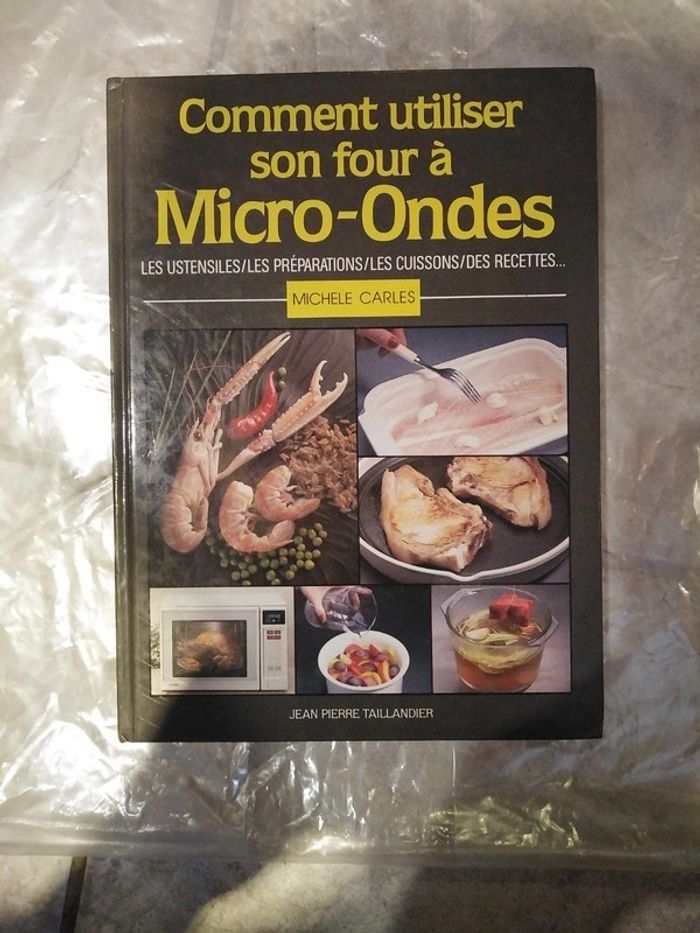 Comment utiliser
son four à
Micro-Ondes
LES USTENSILES/LES PRÉPARATIONS/LES CUISSONS/DES RECETTES...
MICHELE CARLES
JEAN PIERRE TAILLANDIER